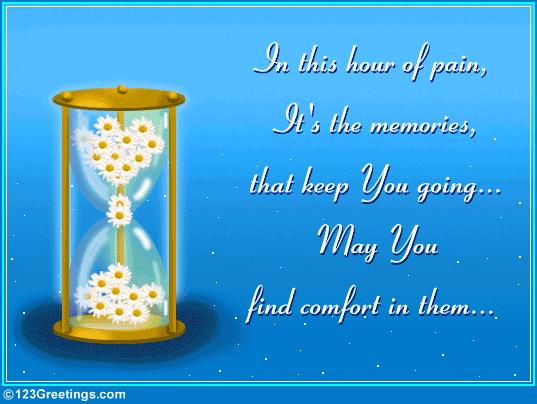 In this hour of pain,
It's the memories,
that keep You going...
May You
find comfort in them...
©123Greetings.com